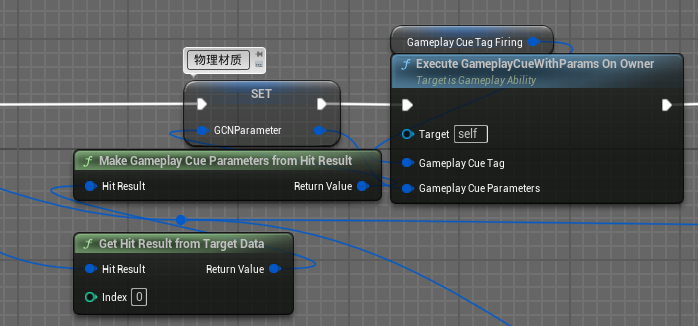 Gameplay Cue Tag Firing
物理材质
Execute GameplayCueWithParams On Owner
Target is Gameplay Ability
SET
GCNParameter
Target self
Make Gameplay Cue Parameters from Hit Result
Gameplay Cue Tag
Hit Result Return Value
Gameplay Cue Parameters
Get Hit Result from Target Data
Hit Result Return Value
Index 0